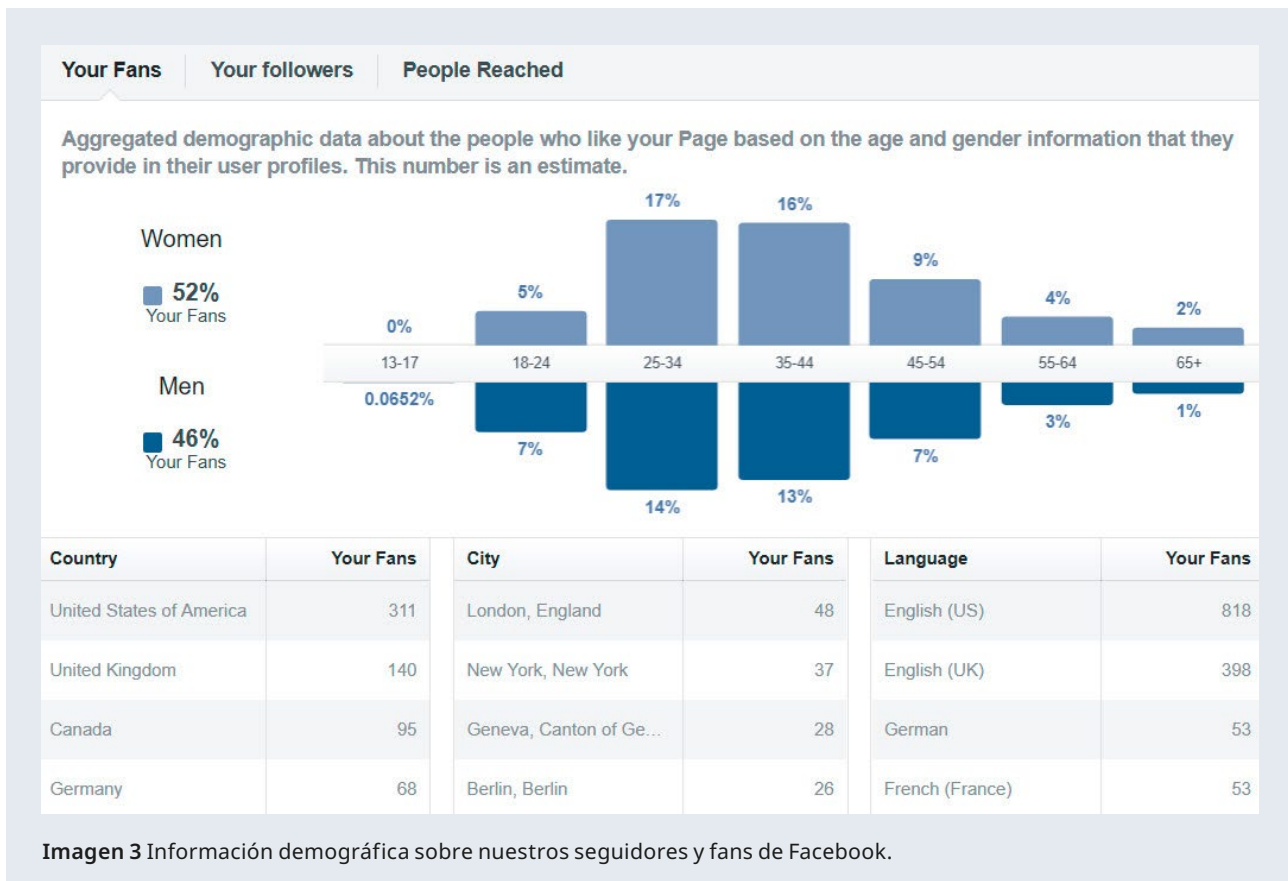 Your Fans Your followers People Reached
Aggregated demographic data about the people who like your Page based on the age and gender information that they
provide in their user profiles. This number is an estimate.
Women
52%
Your Fans
0% 5% 17% 16% 9% 4% 2%
13-17 18-24 25-34 35-44 45-54 55-64 65+
Men
46%
Your Fans
0.0652% 7% 14% 13% 7% 3% 1%
Country Your Fans City Your Fans Language Your Fans
United States of America 311 London, England 48 English (US) 818
United Kingdom 140 New York, New York 37 English (UK) 398
Canada 95 Geneva, Canton of Ge... 28 German 53
Germany 68 Berlin, Berlin 26 French (France) 53
Imagen 3 Información demográfica sobre nuestros seguidores y fans de Facebook.